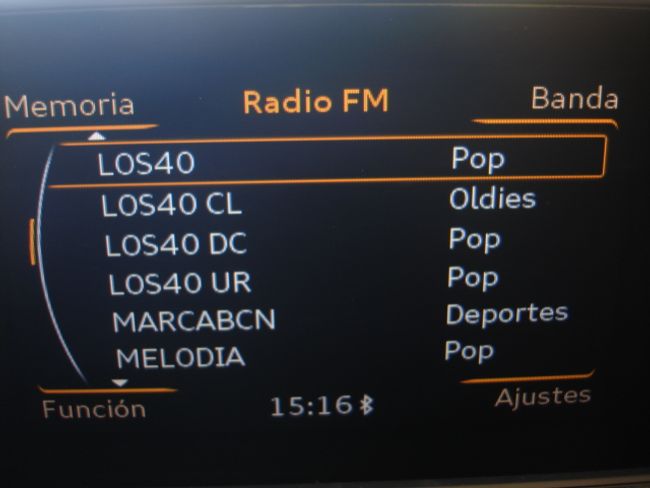 Memoria Radio FM Banda
LOS40 Pop
LOS40 CL Oldies
LOS40 DC Pop
LOS40 UR Pop
MARCABCN Deportes
MELODIA Pop
Función 15:16 Ajustes